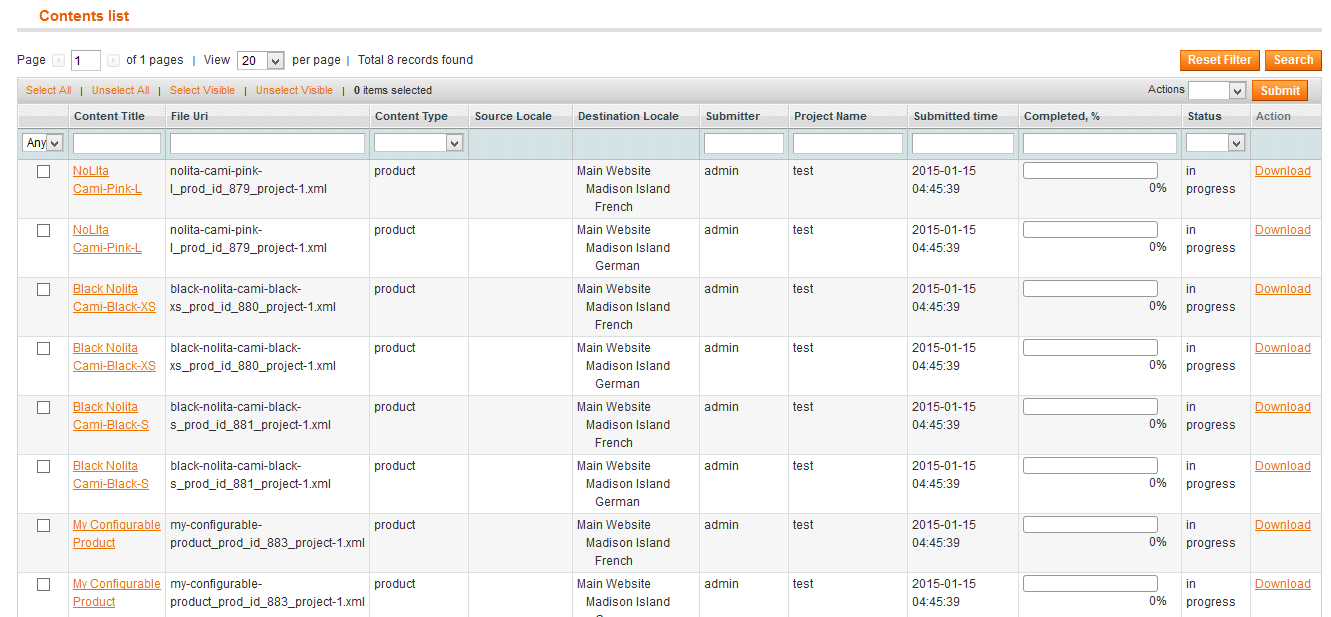 Contents list
Page 1 of 1 pages | View 20 per page | Total 8 records found Reset Filter Search
Select All | Unselect All | Select Visible | Unselect Visible | 0 items selected Actions Submit
Content Title File Uri Content Type Source Locale Destination Locale Submitter Project Name Submitted time Completed, % Status Action
Any
NoLIta nolita-cami-pink- product Main Website admin test 2015-01-15 in Download
Cami-Pink-L l_prod_id_879_project-1.xml Madison Island 04:45:39 0% progress
French
NoLIta nolita-cami-pink- product Main Website admin test 2015-01-15 in Download
Cami-Pink-L l_prod_id_879_project-1.xml Madison Island 04:45:39 0% progress
German
Black Nolita black-nolita-cami-black- product Main Website admin test 2015-01-15 in Download
Cami-Black-XS xs_prod_id_880_project-1.xml Madison Island 04:45:39 0% progress
French
Black Nolita black-nolita-cami-black- product Main Website admin test 2015-01-15 in Download
Cami-Black-XS xs_prod_id_880_project-1.xml Madison Island 04:45:39 0% progress
German
Black Nolita black-nolita-cami-black- product Main Website admin test 2015-01-15 in Download
Cami-Black-S s_prod_id_881_project-1.xml Madison Island 04:45:39 0% progress
French
Black Nolita black-nolita-cami-black- product Main Website admin test 2015-01-15 in Download
Cami-Black-S s_prod_id_881_project-1.xml Madison Island 04:45:39 0% progress
German
My Configurable my-configurable- product Main Website admin test 2015-01-15 in Download
Product product_prod_id_883_project-1.xml Madison Island 04:45:39 0% progress
French
My Configurable my-configurable- product Main Website admin test 2015-01-15 in Download
Product product_prod_id_883_project-1.xml Madison Island 04:45:39 0% progress